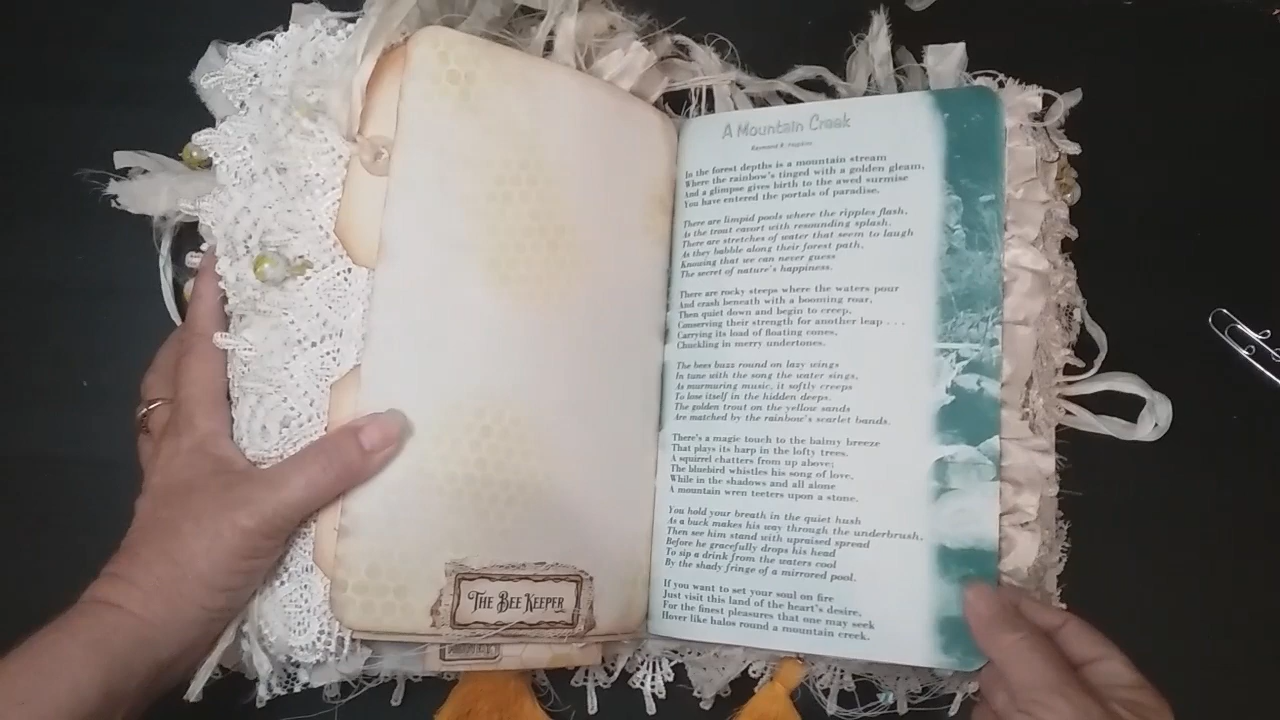 The Bee Keeper
A Mountain Creek
Raymond R. Hopkins
In the forest depths is a mountain stream
Where the rainbow's tinged with a golden gleam,
And a glimpse gives birth to the awed surmise
You have entered the portals of paradise.
There are limpid pools where the ripples flash,
As the trout cavort with resounding splash.
There are stretches of water that seem to laugh
As they babble along their forest path,
Knowing that we can never guess
The secret of nature's happiness.
There are rocky steeps where the waters pour
And crash beneath with a booming roar,
Then quiet down and begin to creep,
Conserving their strength for another leap . . .
Carrying its load of floating cones,
Chuckling in merry undertones.
The bees buzz round on lazy wings
In tune with the song the water sings,
As murmuring music, it softly creeps
To lose itself in the hidden deeps.
The golden trout on the yellow sands
Are matched by the rainbow's scarlet bands.
There's a magic touch to the balmy breeze
That plays its harp in the lofty trees.
A squirrel chatters from up above;
The bluebird whistles his song of love,
While in the shadows and all alone
A mountain wren teeters upon a stone.
You hold your breath in the quiet hush
As a buck makes his way through the underbrush,
Then see him stand with upraised spread
Before he gracefully drops his head
To sip a drink from the waters cool
By the shady fringe of a mirrored pool.
If you want to set your soul on fire
Just visit this land of the heart's desire,
For the finest pleasures that one may seek
Hover like halos round a mountain creek.